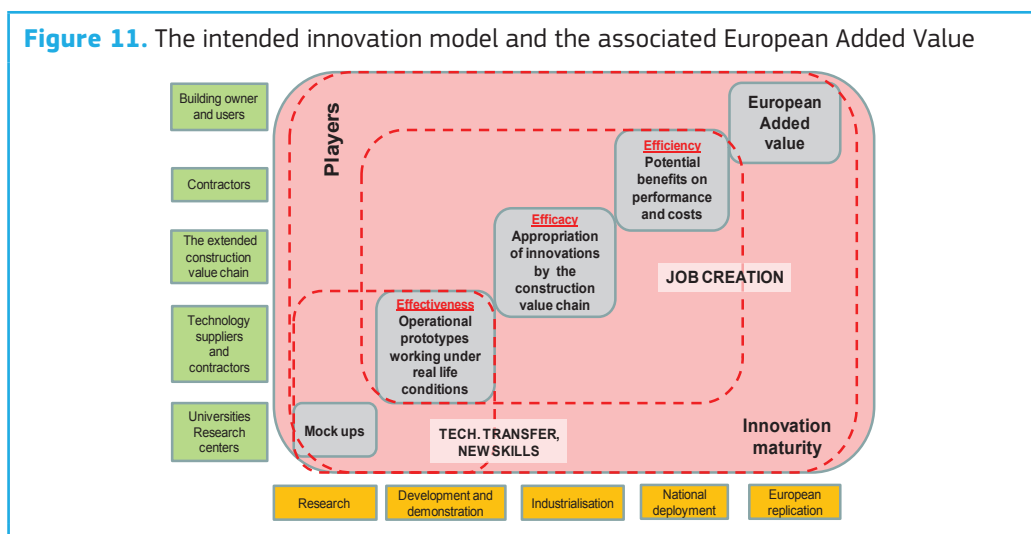 Figure 11. The intended innovation model and the associated European Added Value
Building owner
and users
Contractors
The extended
construction
value chain
Technology
suppliers
and
contractors
Universities
Research
centers
Players
European
Added
value
Efficiency
Potential
benefits on
performance
and costs
Efficacy
Appropriation
of innovations
by the
construction
value chain
JOB CREATION
Effectiveness
Operational
prototypes
working under
real life
conditions
Mock ups
TECH. TRANSFER,
NEW SKILLS
Innovation
maturity
Research
Development and
demonstration
Industrialisation
National
deployment
European
replication